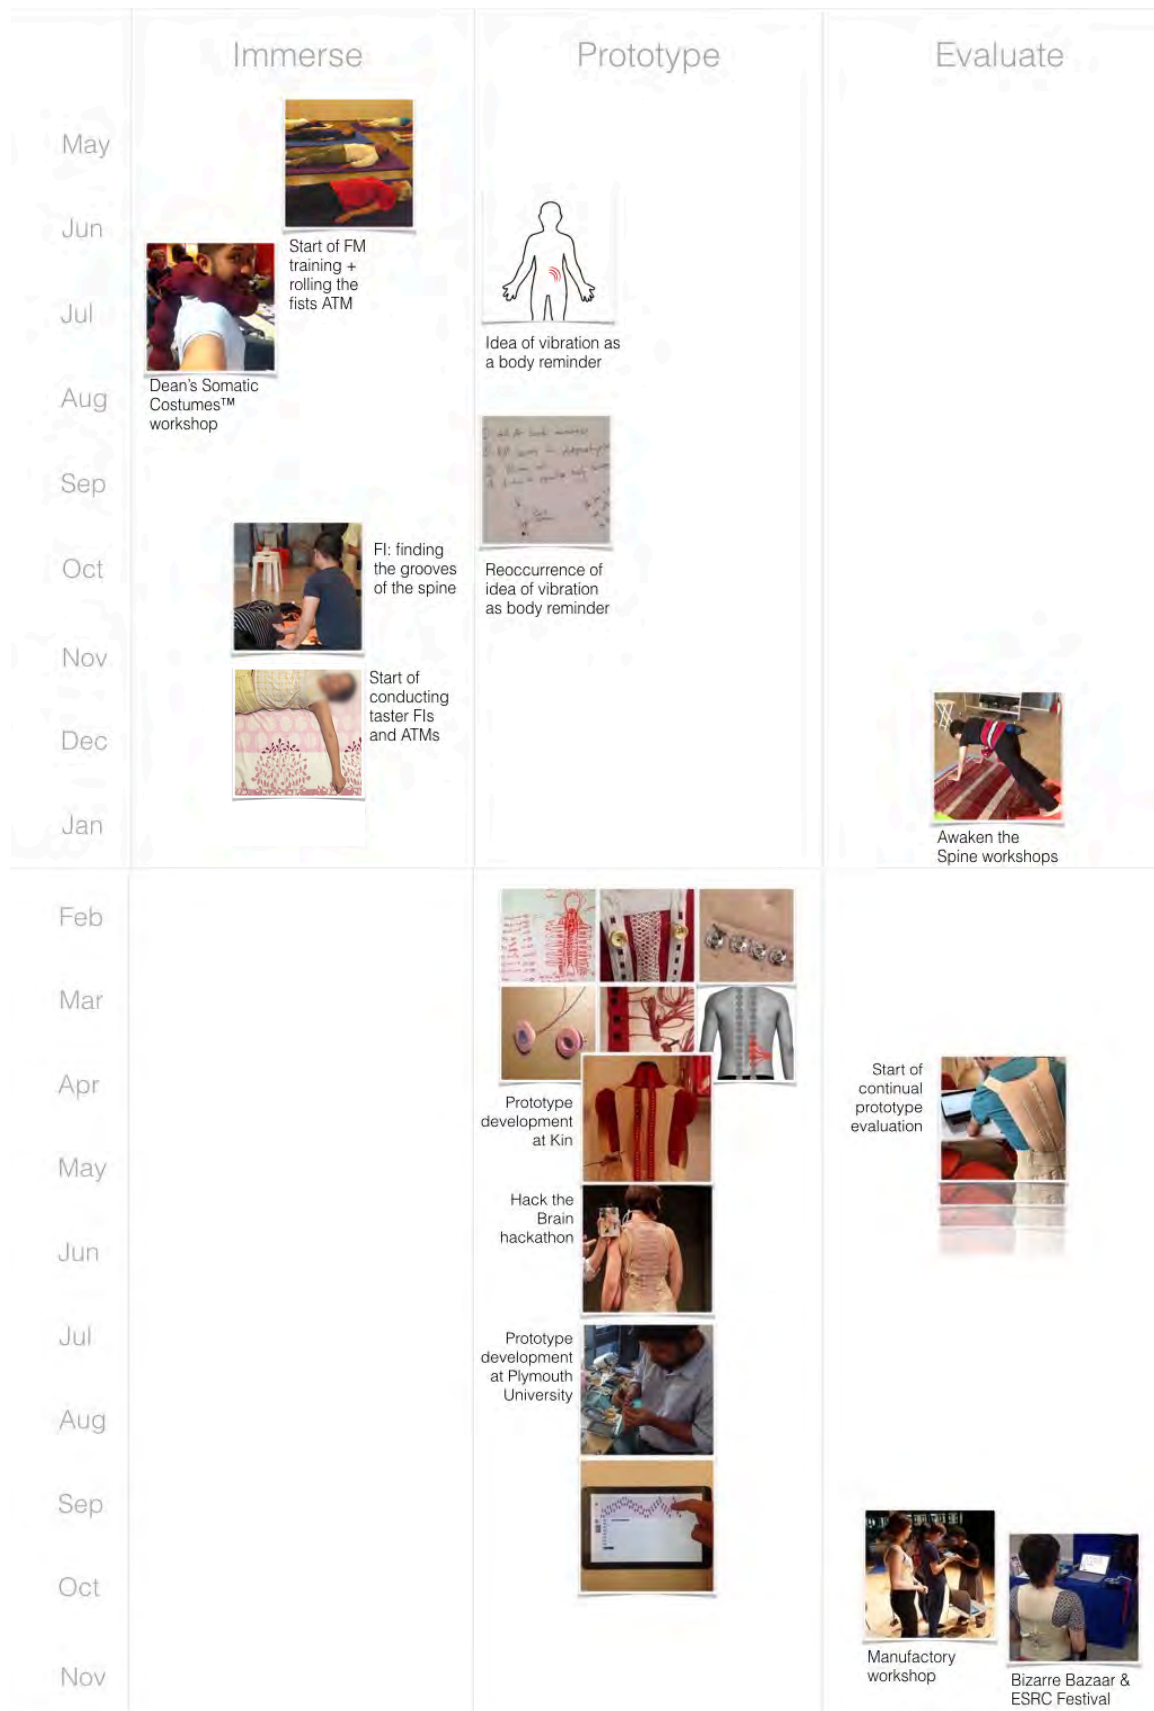 Immerse
Prototype
Evaluate
May
Jun
Start of FM
training +
rolling the
fists ATM
Jul
Idea of vibration as
a body reminder
Dean's Somatic
Costumes™
workshop
Aug
Sep
FI: finding
the grooves
of the spine
Oct
Reoccurrence of
idea of vibration
as body reminder
Nov
Start of
conducting
taster FIs
and ATMs
Dec
Jan
Awaken the
Spine workshops
Feb
Mar
Apr
Start of
continual
prototype
evaluation
Prototype
development
at Kin
May
Hack the
Brain
hackathon
Jun
Jul
Prototype
development
at Plymouth
University
Aug
Sep
Oct
Manufactory
workshop
Nov
Bizarre Bazaar &
ESRC Festival